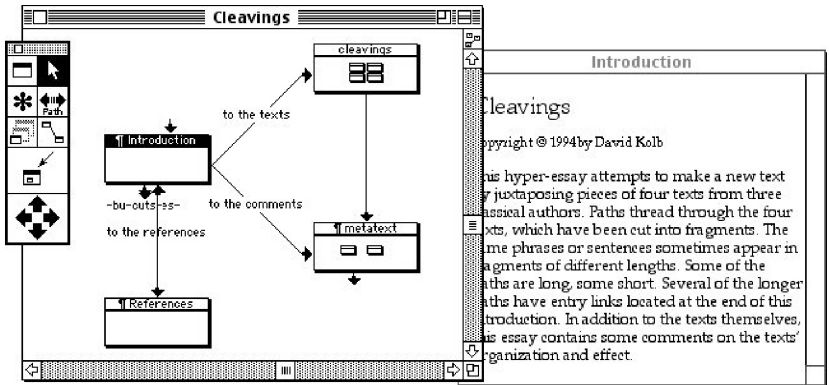 Cleavings
Path
cleavings
to the texts
¶ Introduction
to the comments
to the references
¶ metatext
¶ References
Introduction
leavings
opyright © 1994 by David Kolb
his hyper-essay attempts to make a new text
y juxtaposing pieces of four texts from three
assical authors. Paths thread through the four
xts, which have been cut into fragments. The
ame phrases or sentences sometimes appear in
agments of different lengths. Some of the
aths are long, some short. Several of the longer
aths have entry links located at the end of this
troduction. In addition to the texts themselves,
is essay contains some comments on the texts'
rganization and effect.